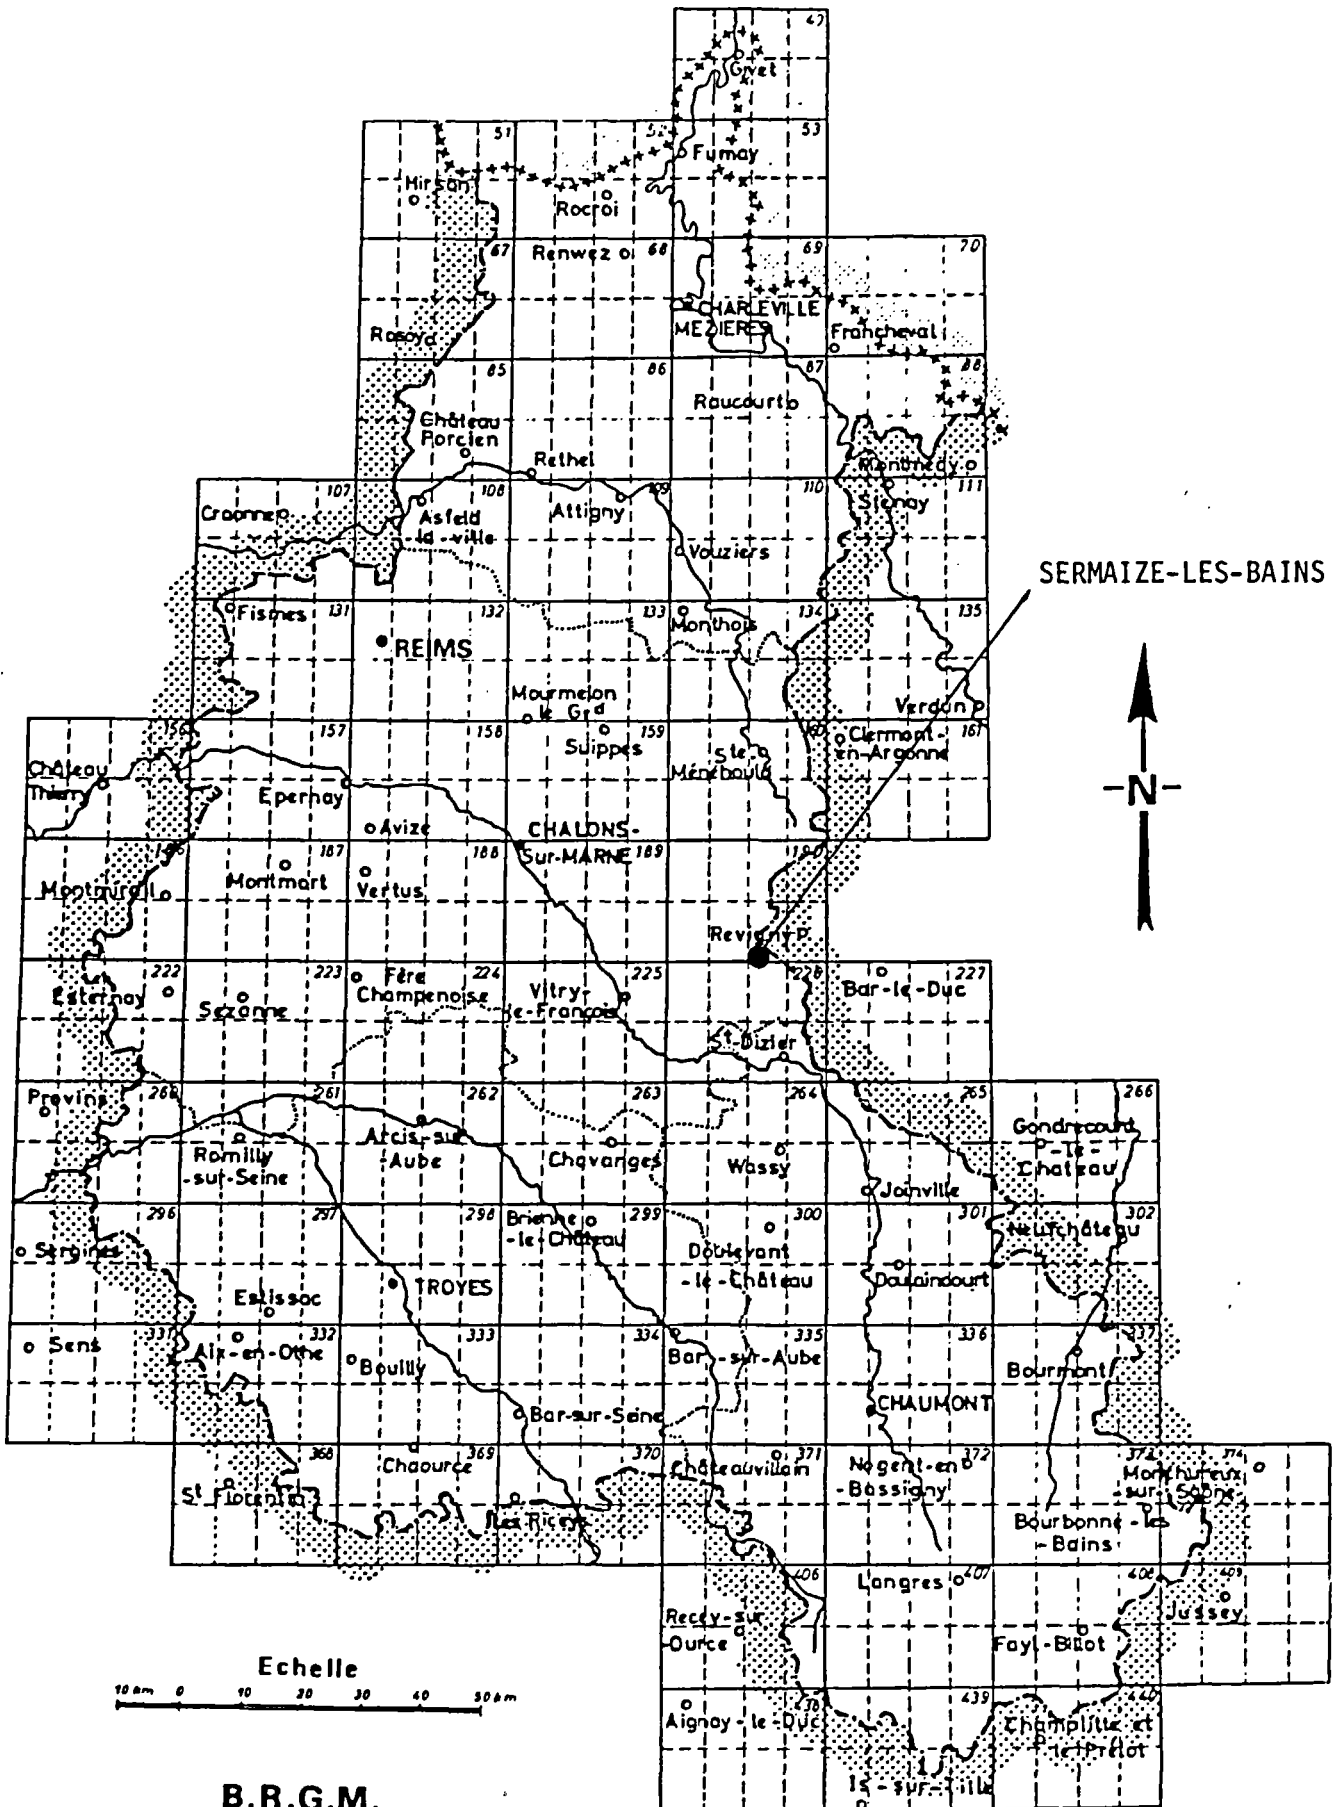 47
Givet
51
52
53
Fumay
Hirson
Rocroi
67
Renwez
68
69
70
CHARLEVILLE
MEZIERES
Francheval
Rosoy
85
86
87
88
Raucourt
Château
Porcien
Rethel
Montmédy
107
108
109
110
111
Craonne
Asfeld
la-ville
Attigny
Stenay
Vouziers
SERMAIZE-LES-BAINS
Fismes
131
132
133
134
135
Monthois
REIMS
Mourmelon
le Grd
Verdun
156
157
158
Suippes
159
160
161
Clermont-
en-Argonne
Ste
Ménéhould
-N-
Château
Thierry
Epernay
Avize
CHALONS-
Sur-MARNE
187
188
189
190
Montmirail
Montmort
Vertus
Revigny
222
223
Fère
Champenoise
224
225
226
227
Esternay
Sezanne
Vitry-
le-François
Bar-le-Duc
St-Dizier
Provins
260
261
262
263
264
265
266
Romilly
-sur-Seine
Arcis-sur
Aube
Chavanges
Wassy
Gondrecourt
-le-
Chateau
Joinville
296
297
298
Brienne
-le-Château
299
300
301
302
Sergines
Neufchâteau
Doulevant
-le-Château
Doulaincourt
TROYES
Estissac
Sens
331
332
333
334
335
336
337
Aix-en-Othe
Bouilly
Bar-sur-Aube
Bourmont
Bar-sur-Seine
CHAUMONT
368
369
370
371
372
373
374
Chaource
Châteauvillain
Nogent-en
-Bassigny
Monthureux
-sur-Saône
St Florentin
Les Riceys
Bourbonne-les
-Bains
406
Langres
407
408
409
Recey-sur
-Ource
Jussey
Fayl-Billot
Echelle
10 km 0 10 20 30 40 50 km
438
439
440
Aignay-le-Duc
Champlitte et
le Prélot
Is-sur-Tille
B.R.G.M.